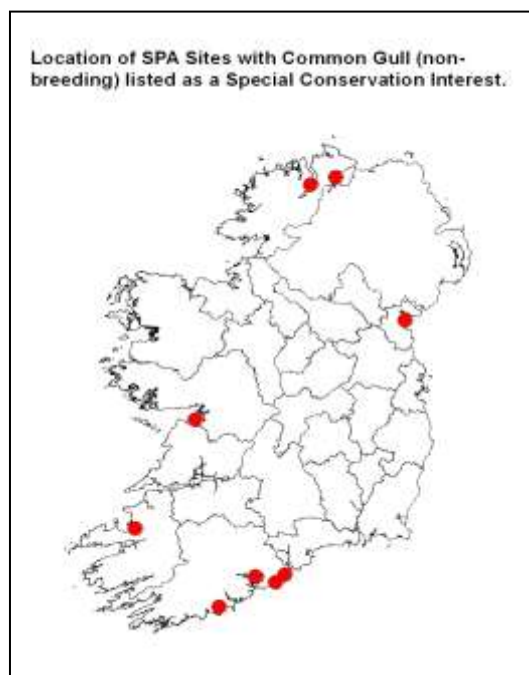 Location of SPA Sites with Common Gull (non-
breeding) listed as a Special Conservation Interest.